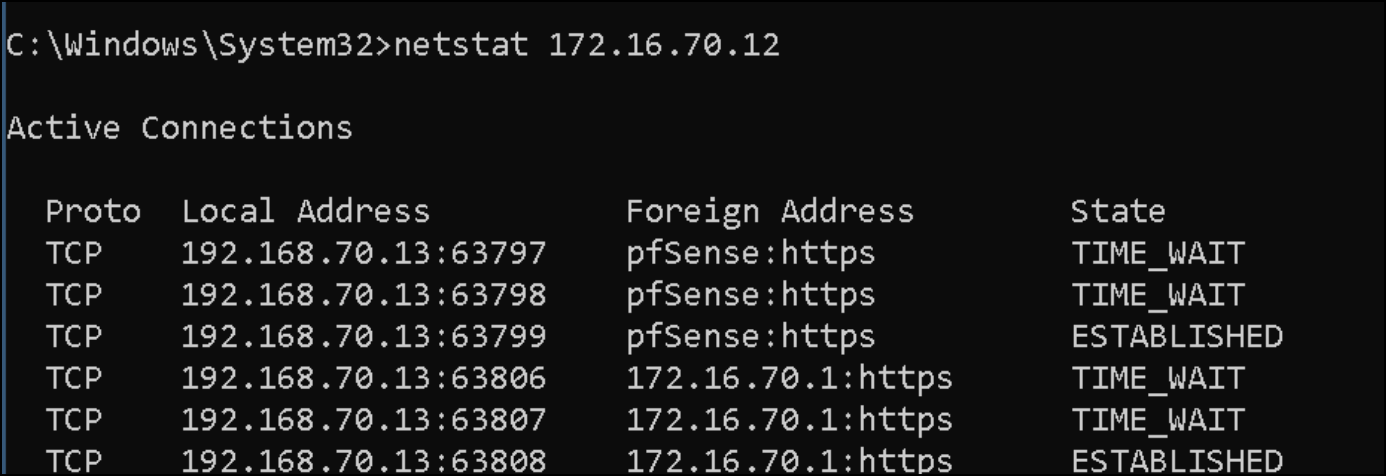 C:\Windows\System32>netstat 172.16.70.12
Active Connections
Proto Local Address Foreign Address State
TCP 192.168.70.13:63797 pfSense:https TIME_WAIT
TCP 192.168.70.13:63798 pfSense:https TIME_WAIT
TCP 192.168.70.13:63799 pfSense:https ESTABLISHED
TCP 192.168.70.13:63806 172.16.70.1:https TIME_WAIT
TCP 192.168.70.13:63807 172.16.70.1:https TIME_WAIT
TCP 192.168.70.13:63808 172.16.70.1:https ESTABLISHED